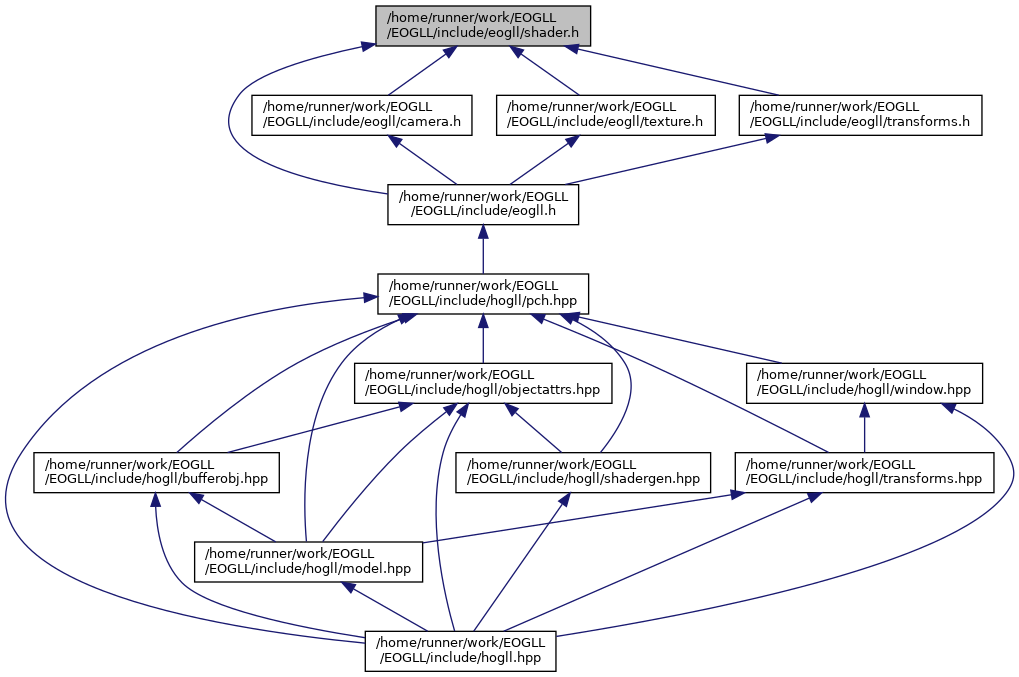 /home/runner/work/EOGLL
/EOGLL/include/eogll/shader.h
/home/runner/work/EOGLL
/EOGLL/include/eogll/camera.h
/home/runner/work/EOGLL
/EOGLL/include/eogll/texture.h
/home/runner/work/EOGLL
/EOGLL/include/eogll/transforms.h
/home/runner/work/EOGLL
/EOGLL/include/eogll.h
/home/runner/work/EOGLL
/EOGLL/include/hogll/pch.hpp
/home/runner/work/EOGLL
/EOGLL/include/hogll/objectattrs.hpp
/home/runner/work/EOGLL
/EOGLL/include/hogll/window.hpp
/home/runner/work/EOGLL
/EOGLL/include/hogll/bufferobj.hpp
/home/runner/work/EOGLL
/EOGLL/include/hogll/shadergen.hpp
/home/runner/work/EOGLL
/EOGLL/include/hogll/transforms.hpp
/home/runner/work/EOGLL
/EOGLL/include/hogll/model.hpp
/home/runner/work/EOGLL
/EOGLL/include/hogll.hpp